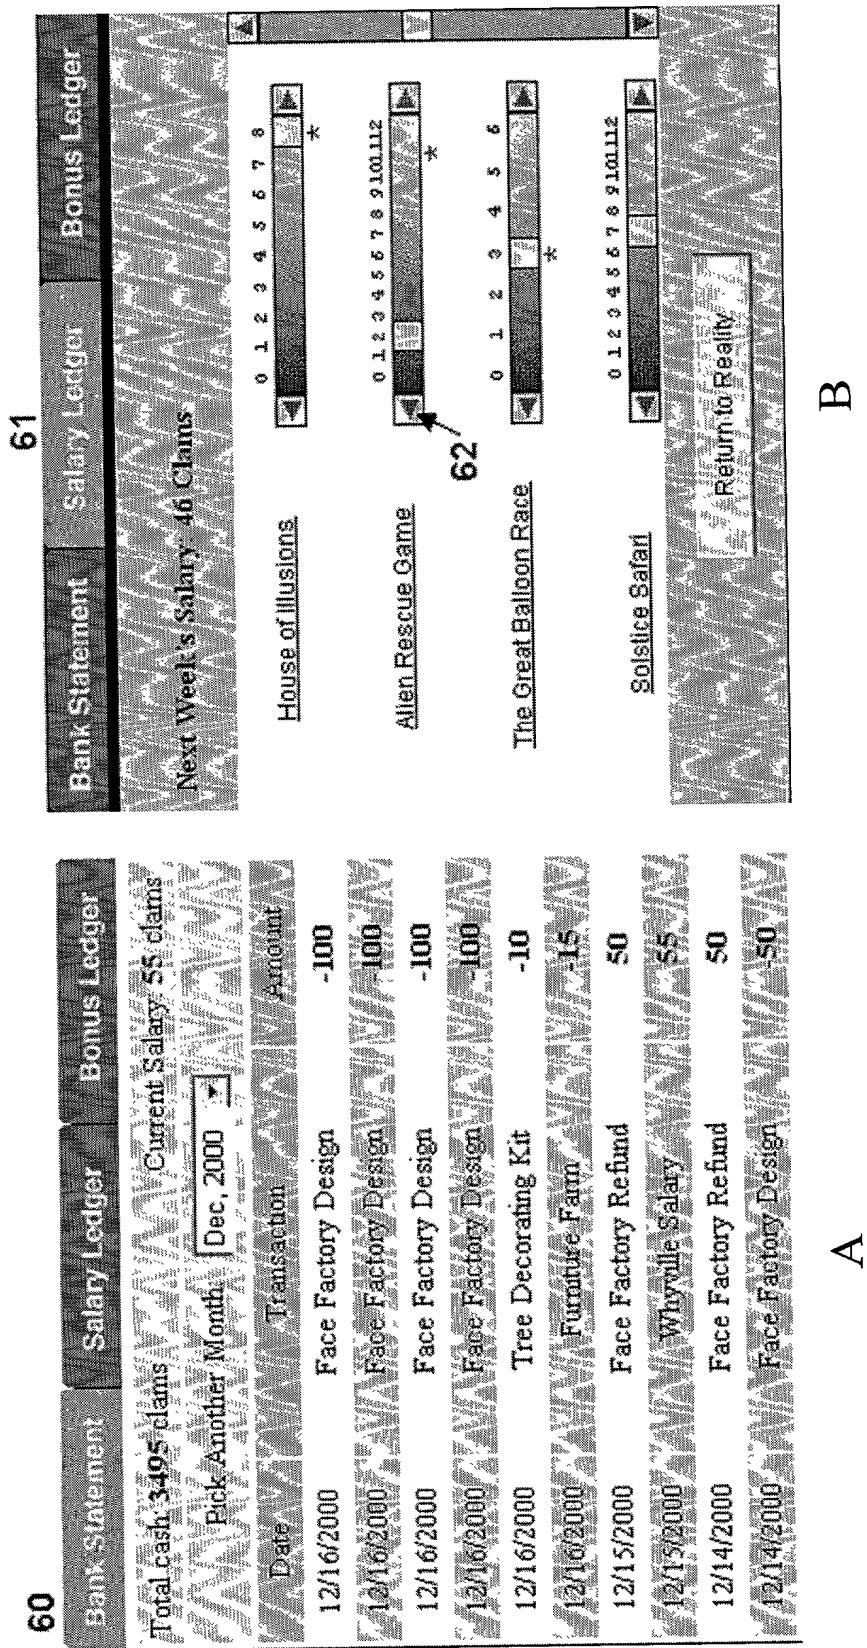 60
Bank Statement Salary Ledger Bonus Ledger
Total cash: 3495 clams Current Salary: 55 clams
Pick Another Month: Dec, 2000
Date Transaction Amount
12/16/2000 Face Factory Design -100
12/16/2000 Face Factory Design -100
12/16/2000 Face Factory Design -100
12/16/2000 Face Factory Design -100
12/16/2000 Tree Decorating Kit -10
12/16/2000 Furniture Farm -15
12/15/2000 Face Factory Refund 50
12/15/2000 Whyville Salary 55
12/14/2000 Face Factory Refund 50
12/14/2000 Face Factory Design -50
A
61
Bank Statement Salary Ledger Bonus Ledger
Next Week's Salary: 46 Clams
House of Illusions 0 1 2 3 4 5 6 7 8
*
Alien Rescue Game 0 1 2 3 4 5 6 7 8 9 10 11 12
*
62
The Great Balloon Race 0 1 2 3 4 5 6
*
Solstice Safari 0 1 2 3 4 5 6 7 8 9 10 11 12
Return to Reality
B